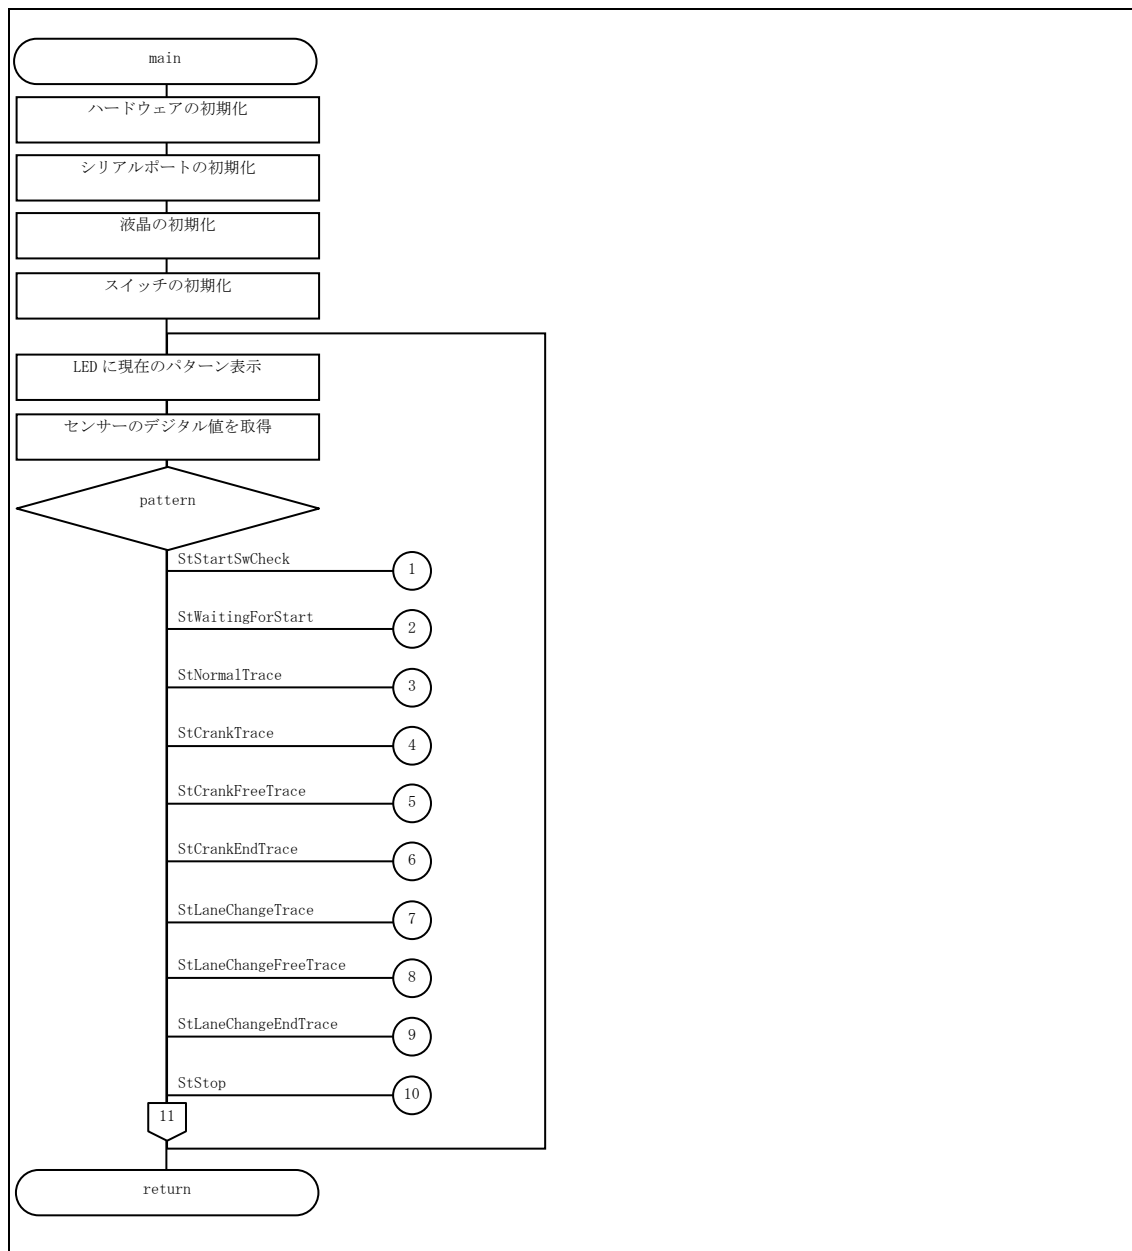 main
ハードウェアの初期化
シリアルポートの初期化
液晶の初期化
スイッチの初期化
LED に現在のパターン表示
センサーのデジタル値を取得
pattern
StStartSwCheck
1
StWaitingForStart
2
StNormalTrace
3
StCrankTrace
4
StCrankFreeTrace
5
StCrankEndTrace
6
StLaneChangeTrace
7
StLaneChangeFreeTrace
8
StLaneChangeEndTrace
9
StStop
10
11
return